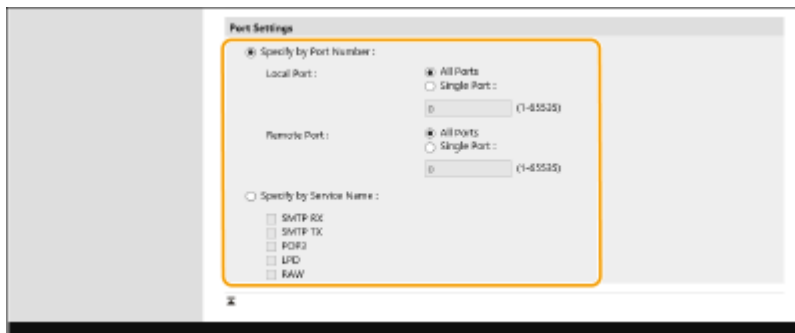 Port Settings
Specify by Port Number :
Local Port :
All Ports
Single Port :
0 (1-65535)
Remote Port :
All Ports
Single Port :
0 (1-65535)
Specify by Service Name :
SMTP RX
SMTP TX
POP3
LPD
RAW